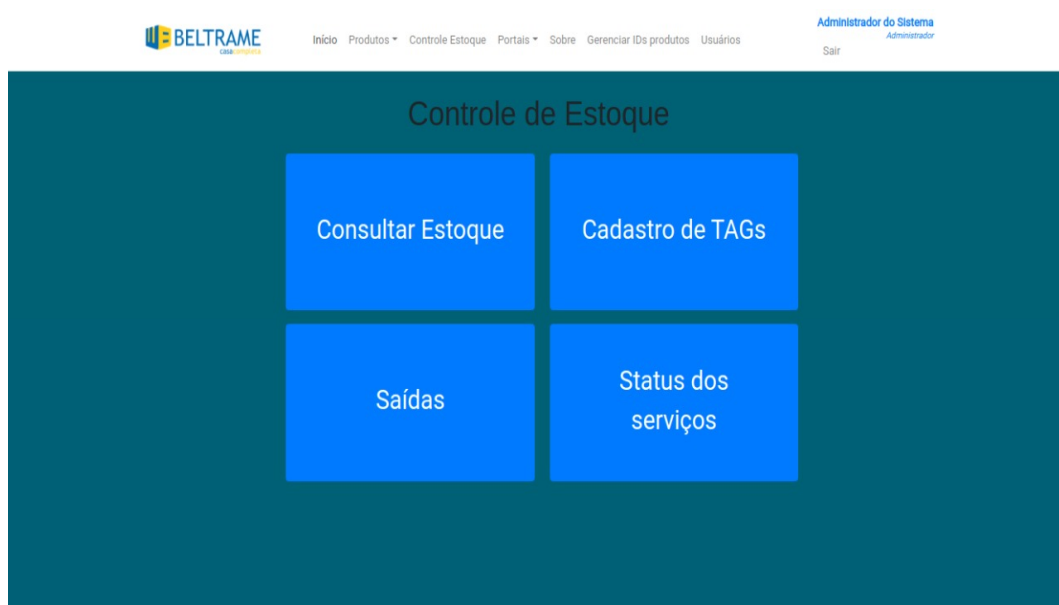 BELTRAME
casacompleta
Início Produtos Controle Estoque Portais Sobre Gerenciar IDs produtos Usuários
Administrador do Sistema
Administrador
Sair
Controle de Estoque
Consultar Estoque
Cadastro de TAGs
Saídas
Status dos
serviços